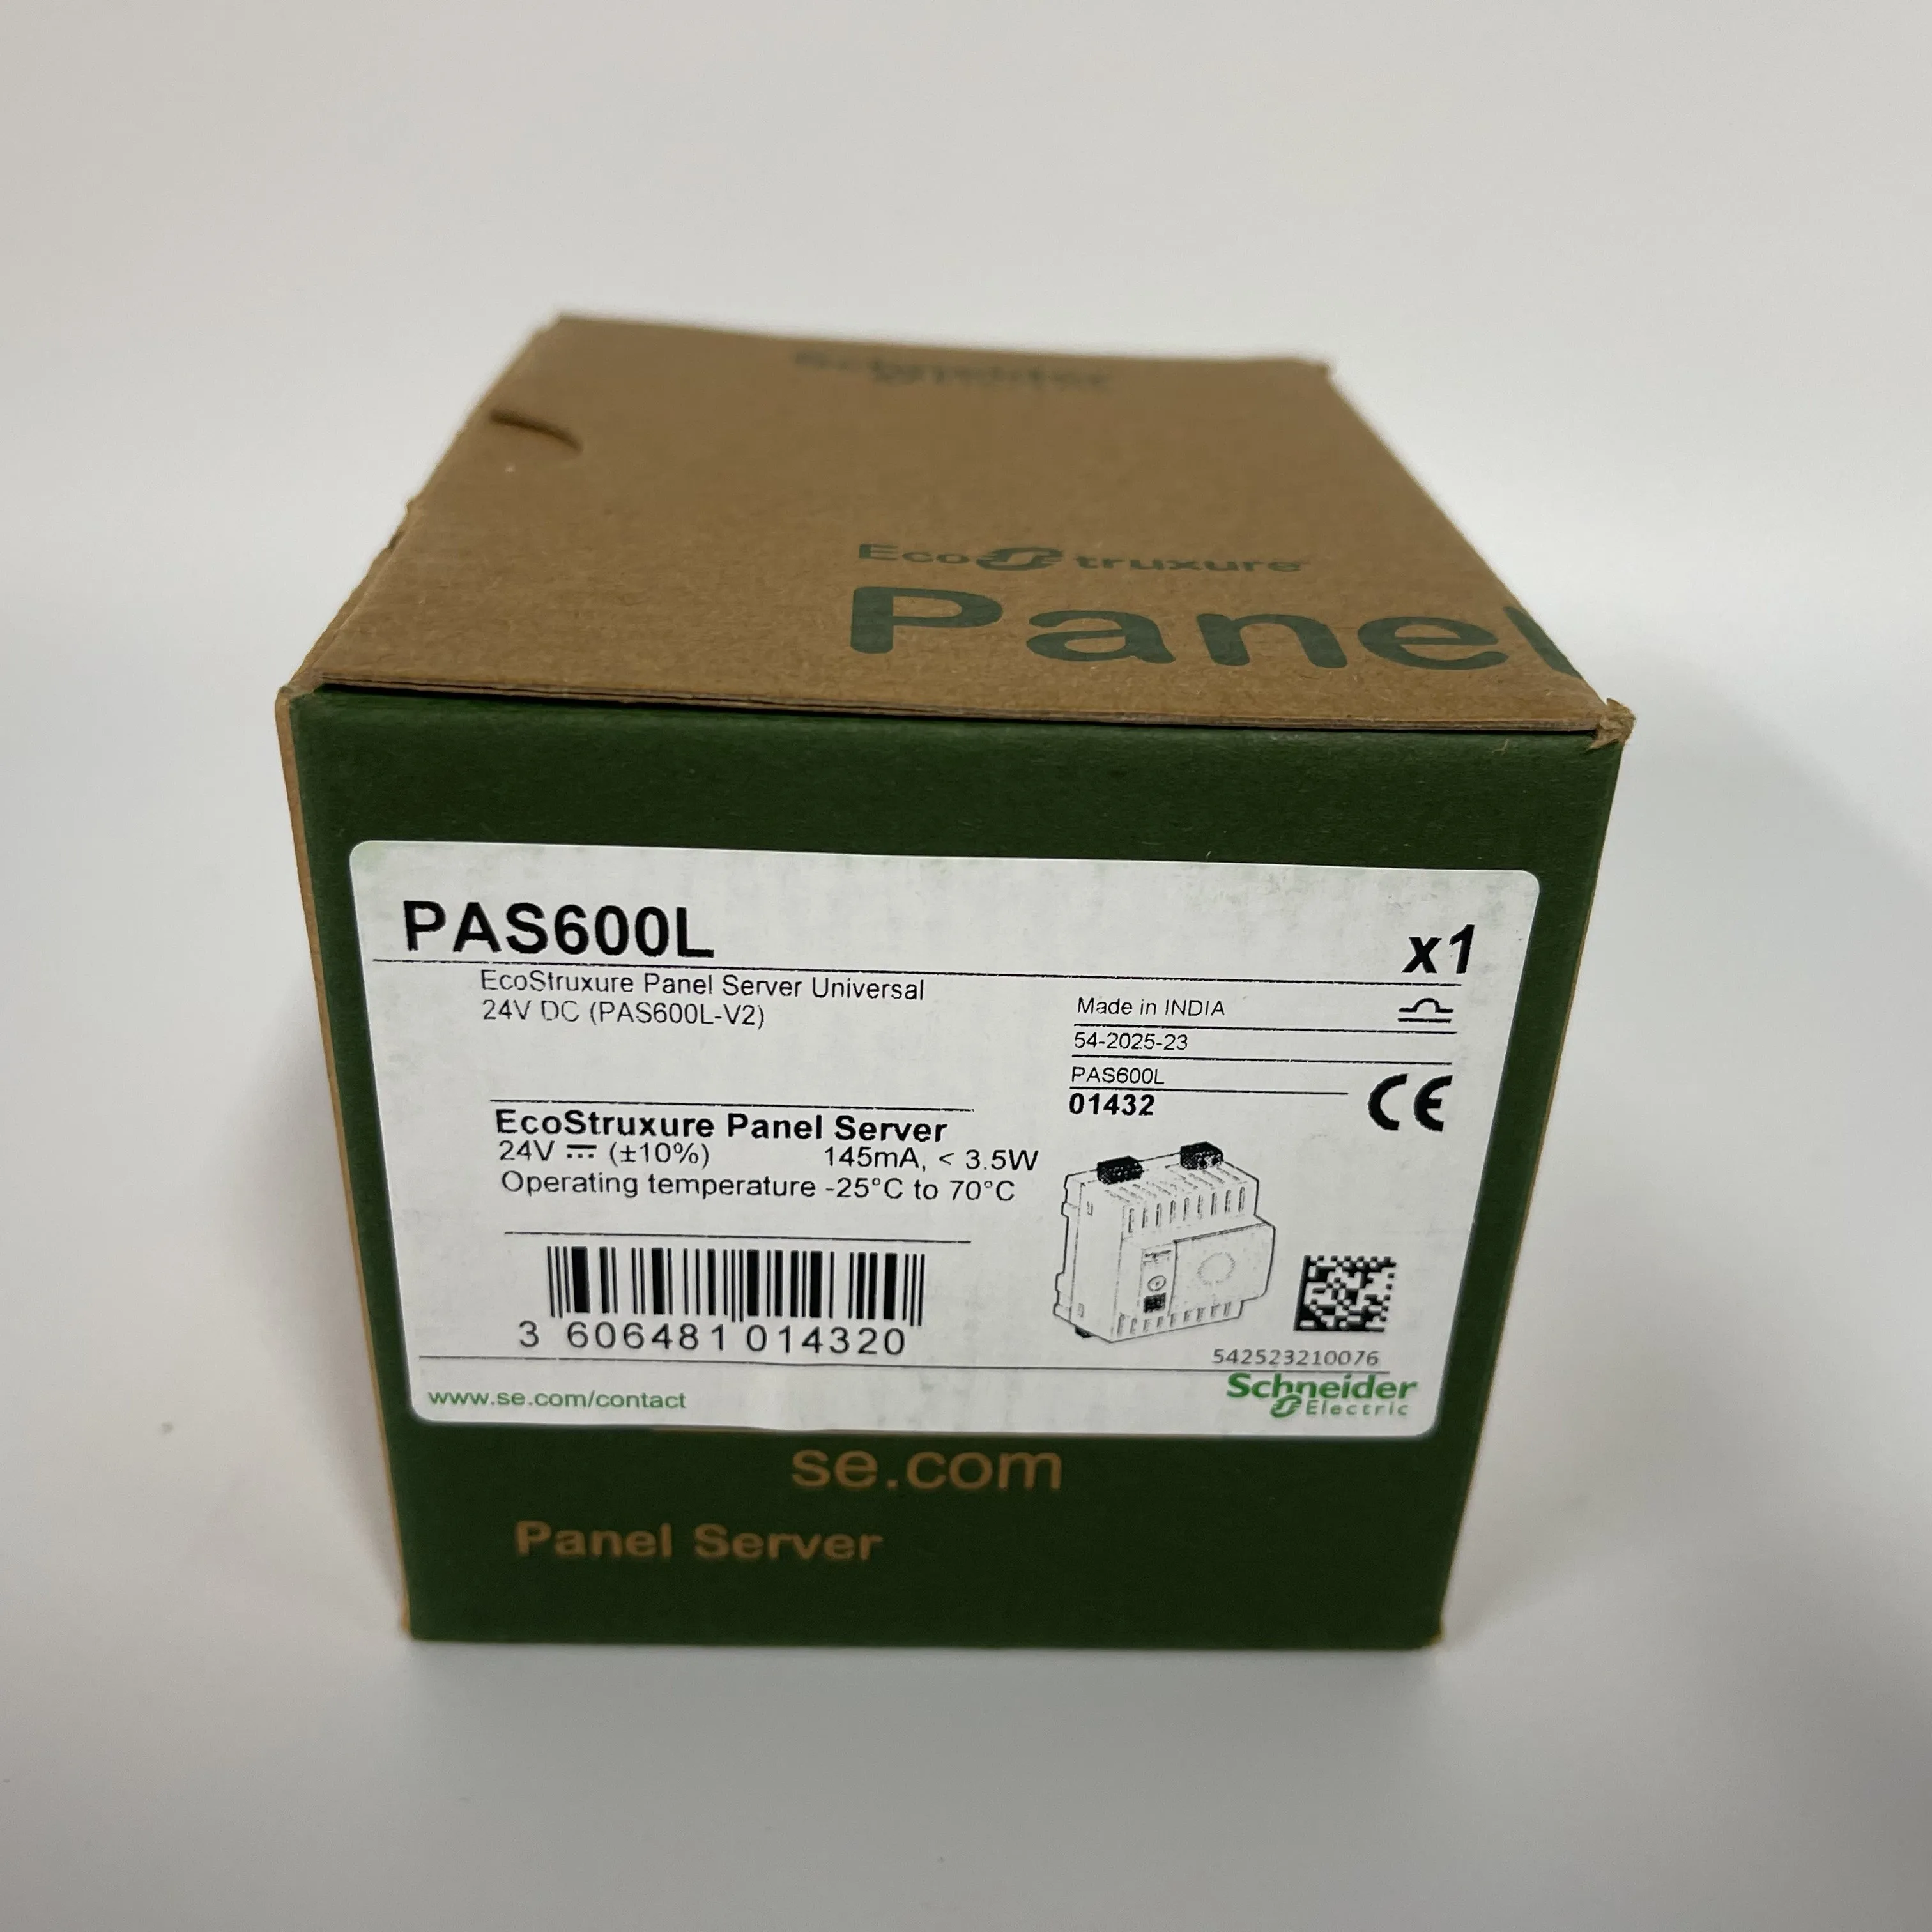 Schneider
Electric
EcoStruxure
Panel
PAS600L
x1
EcoStruxure Panel Server Universal
24V DC (PAS600L-V2)
Made in INDIA
54-2025-23
PAS600L
01432
CE
EcoStruxure Panel Server
24V ⎓ (±10%) 145mA, < 3.5W
Operating temperature -25°C to 70°C
3 606481 014320
542523210076
www.se.com/contact
Schneider
Electric
se.com
Panel Server